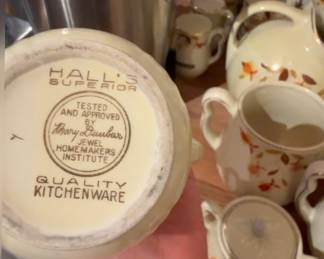 HALL'S
SUPERIOR
TESTED
AND APPROVED
BY
Mary Dunbar
JEWEL
HOMEMAKERS
INSTITUTE
QUALITY
KITCHENWARE